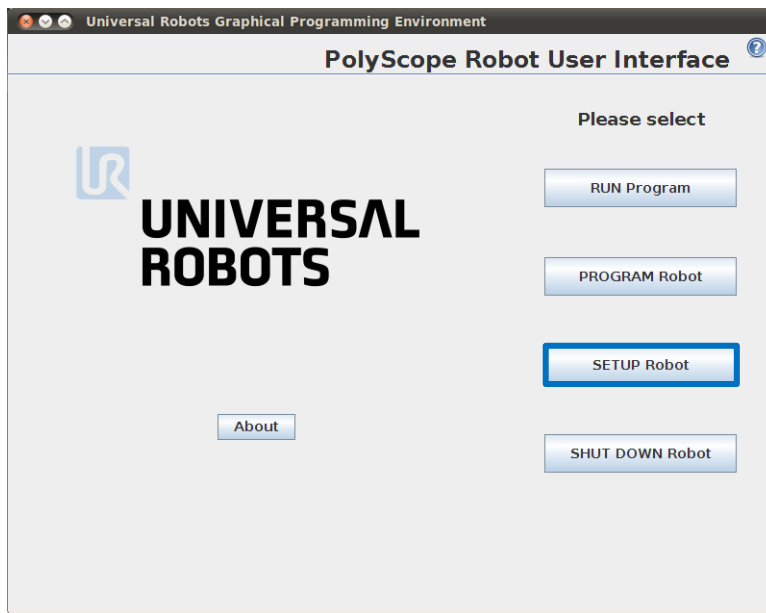 Universal Robots Graphical Programming Environment
PolyScope Robot User Interface
?
Please select
UR
UNIVERSAL
ROBOTS
RUN Program
PROGRAM Robot
SETUP Robot
About
SHUT DOWN Robot